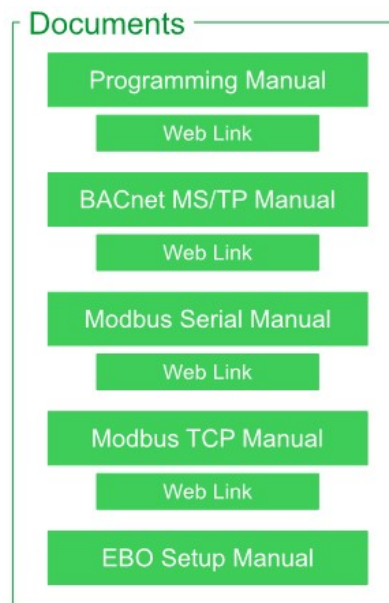 Documents
Programming Manual
Web Link
BACnet MS/TP Manual
Web Link
Modbus Serial Manual
Web Link
Modbus TCP Manual
Web Link
EBO Setup Manual